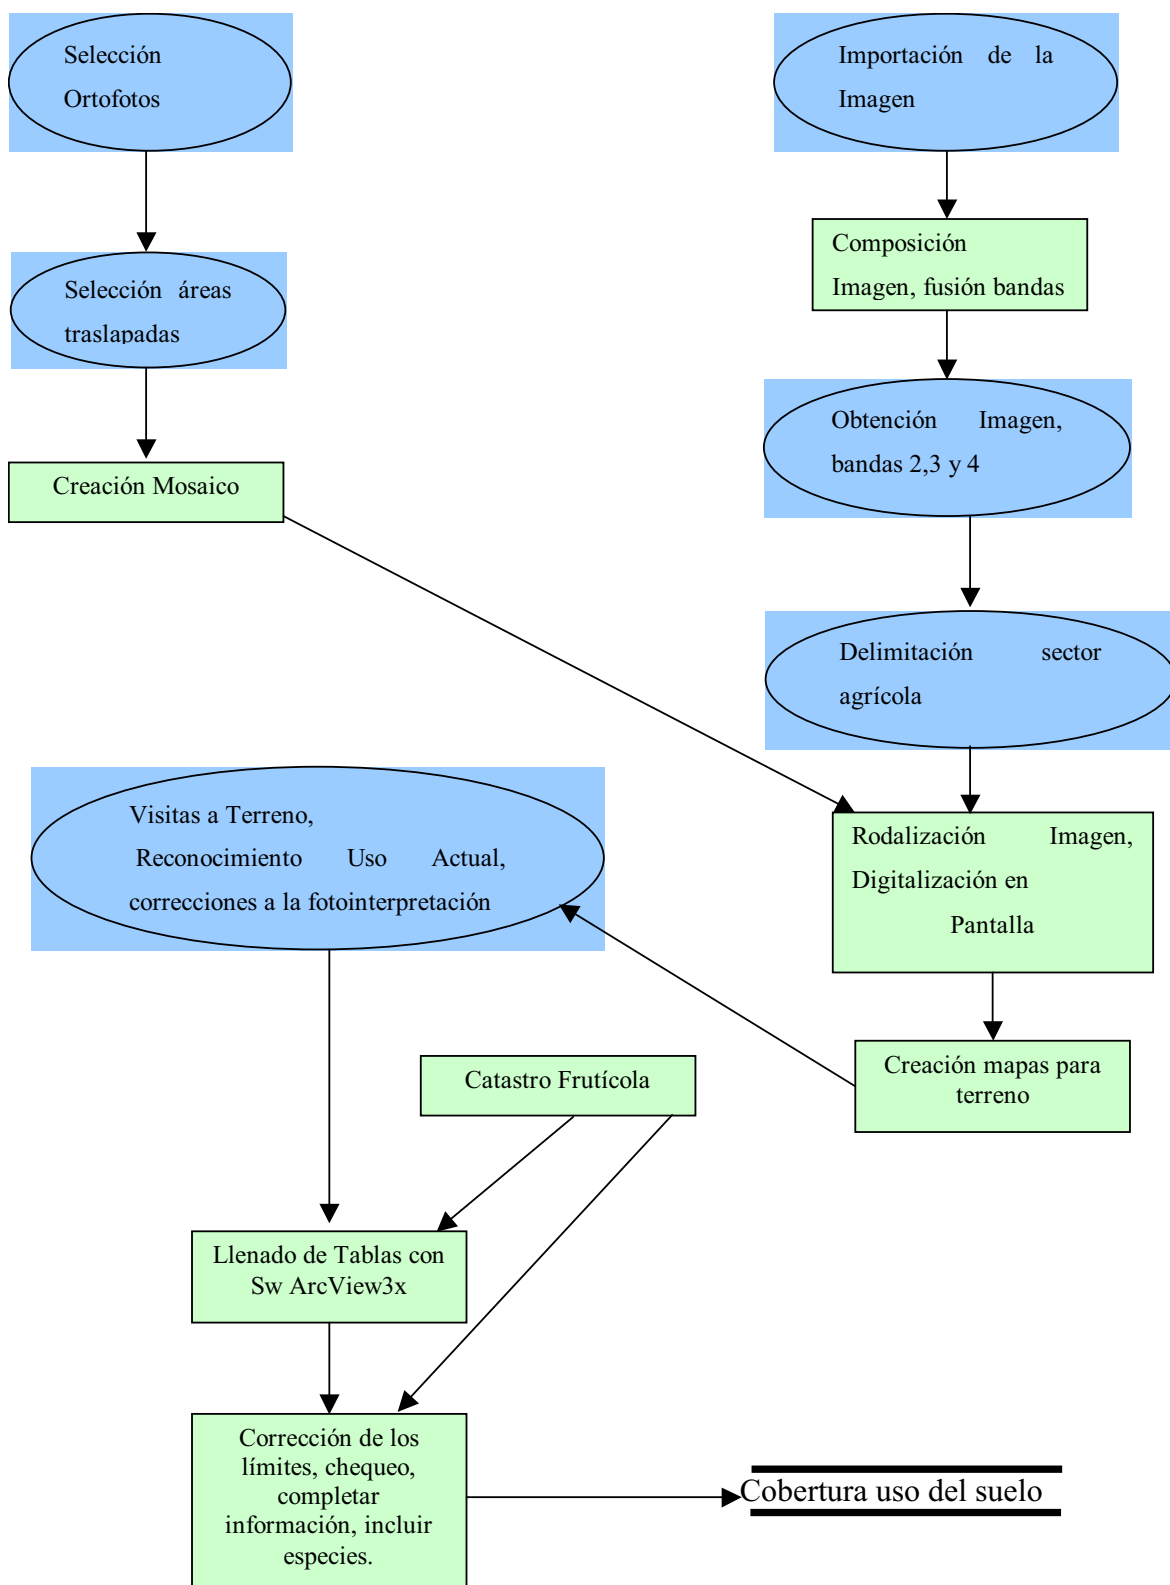 Selección
Ortofotos
Importación de la
Imagen
Composición
Imagen, fusión bandas
Selección áreas
traslapadas
Obtención Imagen,
bandas 2,3 y 4
Creación Mosaico
Delimitación sector
agrícola
Visitas a Terreno,
Reconocimiento Uso Actual,
correcciones a la fotointerpretación
Rodalización Imagen,
Digitalización en
Pantalla
Creación mapas para
terreno
Catastro Frutícola
Llenado de Tablas con
Sw ArcView3x
Corrección de los
límites, chequeo,
completar
información, incluir
especies.
Cobertura uso del suelo